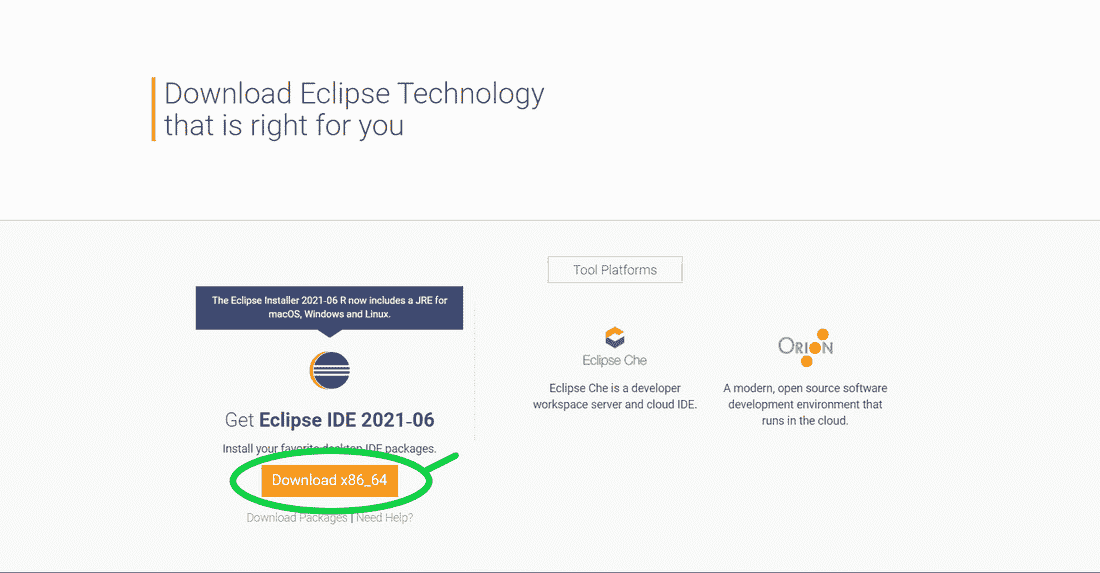 Download Eclipse Technology
that is right for you
The Eclipse Installer 2021-06 R now includes a JRE for
macOS, Windows and Linux.
Get Eclipse IDE 2021-06
Install your favorite desktop IDE packages.
Download x86_64
Download Packages | Need Help?
Tool Platforms
Eclipse Che
Eclipse Che is a developer
workspace server and cloud IDE.
ORION
A modern, open source software
development environment that
runs in the cloud.